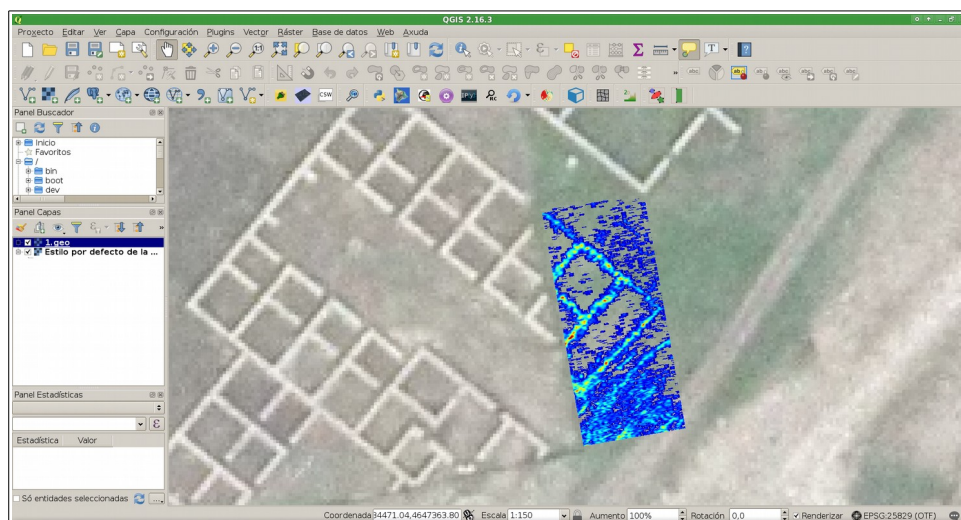 QGIS 2.16.3
Proxecto Editar Ver Capa Configuración Plugins Vector Ráster Base de datos Web Axuda
CSW
Panel Buscador
Inicio
Favoritos
/
bin
boot
dev
Panel Capas
1.geo
Estilo por defecto de la ...
Panel Estadísticas
Estatística Valor
Só entidades seleccionadas ...
Coordenada 34471.04,4647363.80 Escala 1:150 Aumento 100% Rotación 0,0 Renderizar EPSG:25829 (OTF)